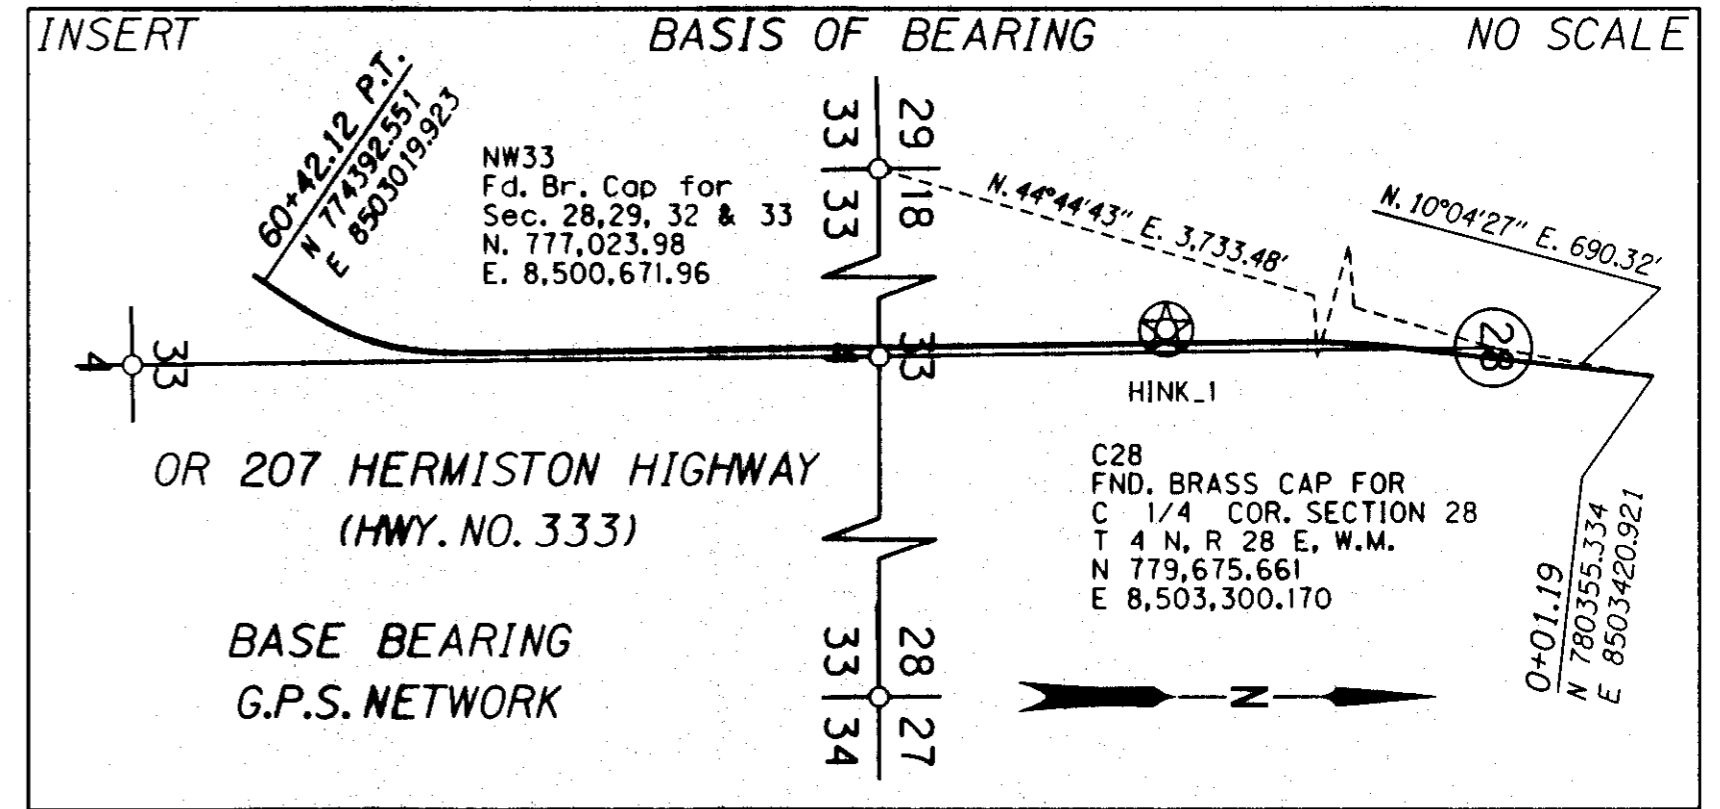 INSERT
BASIS OF BEARING
NO SCALE
60+42.12 P.T.
N 774392.551
E 8503019.923
NW33
Fd. Br. Cap for
Sec. 28,29, 32 & 33
N. 777,023.98
E. 8,500,671.96
33 29
33 18
N. 44°44'43" E. 3,733.48'
N. 10°04'27" E. 690.32'
4 33
33
28
HINK_1
OR 207 HERMISTON HIGHWAY
(HWY. NO. 333)
C28
FND. BRASS CAP FOR
C 1/4 COR. SECTION 28
T 4 N, R 28 E, W.M.
N 779,675.661
E 8,503,300.170
0+01.19
N 780355.334
E 8503420.921
BASE BEARING
G.P.S. NETWORK
33 28
34 27
N